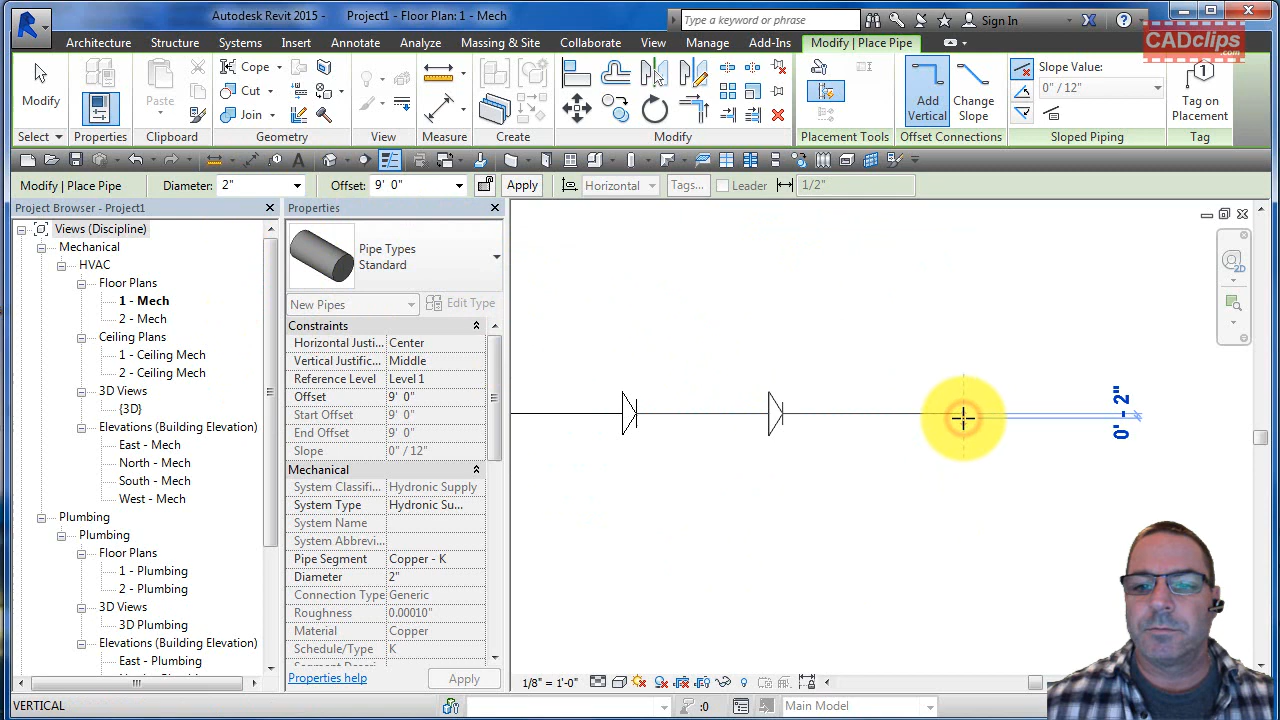 Autodesk Revit 2015 - Project1 - Floor Plan: 1 - Mech
Type a keyword or phrase
Sign In
CADclips
.com
Architecture Structure Systems Insert Annotate Analyze Massing & Site Collaborate View Manage Add-Ins Modify | Place Pipe
Modify
Properties
Paste
Cope
Cut
Join
Add Vertical
Change Slope
Slope Value:
0" / 12"
Tag on Placement
Select Properties Clipboard Geometry View Measure Create Modify Placement Tools Offset Connections Sloped Piping Tag
Modify | Place Pipe Diameter: 2" Offset: 9' 0" Apply Horizontal Tags... Leader 1/2"
Project Browser - Project1
Views (Discipline)
Mechanical
HVAC
Floor Plans
1 - Mech
2 - Mech
Ceiling Plans
1 - Ceiling Mech
2 - Ceiling Mech
3D Views
{3D}
Elevations (Building Elevation)
East - Mech
North - Mech
South - Mech
West - Mech
Plumbing
Plumbing
Floor Plans
1 - Plumbing
2 - Plumbing
3D Views
3D Plumbing
Elevations (Building Elevation)
East - Plumbing
North - Plumbing
Properties
Pipe Types
Standard
New Pipes
Edit Type
Constraints
Horizontal Justi... Center
Vertical Justific... Middle
Reference Level Level 1
Offset 9' 0"
Start Offset 9' 0"
End Offset 9' 0"
Slope 0" / 12"
Mechanical
System Classifi... Hydronic Supply
System Type Hydronic Su...
System Name
System Abbrevi...
Pipe Segment Copper - K
Diameter 2"
Connection Type Generic
Roughness 0.00010"
Material Copper
Schedule/Type K
Properties help
Apply
2D
0' - 2"
1/8" = 1'-0"
VERTICAL
:0
Main Model